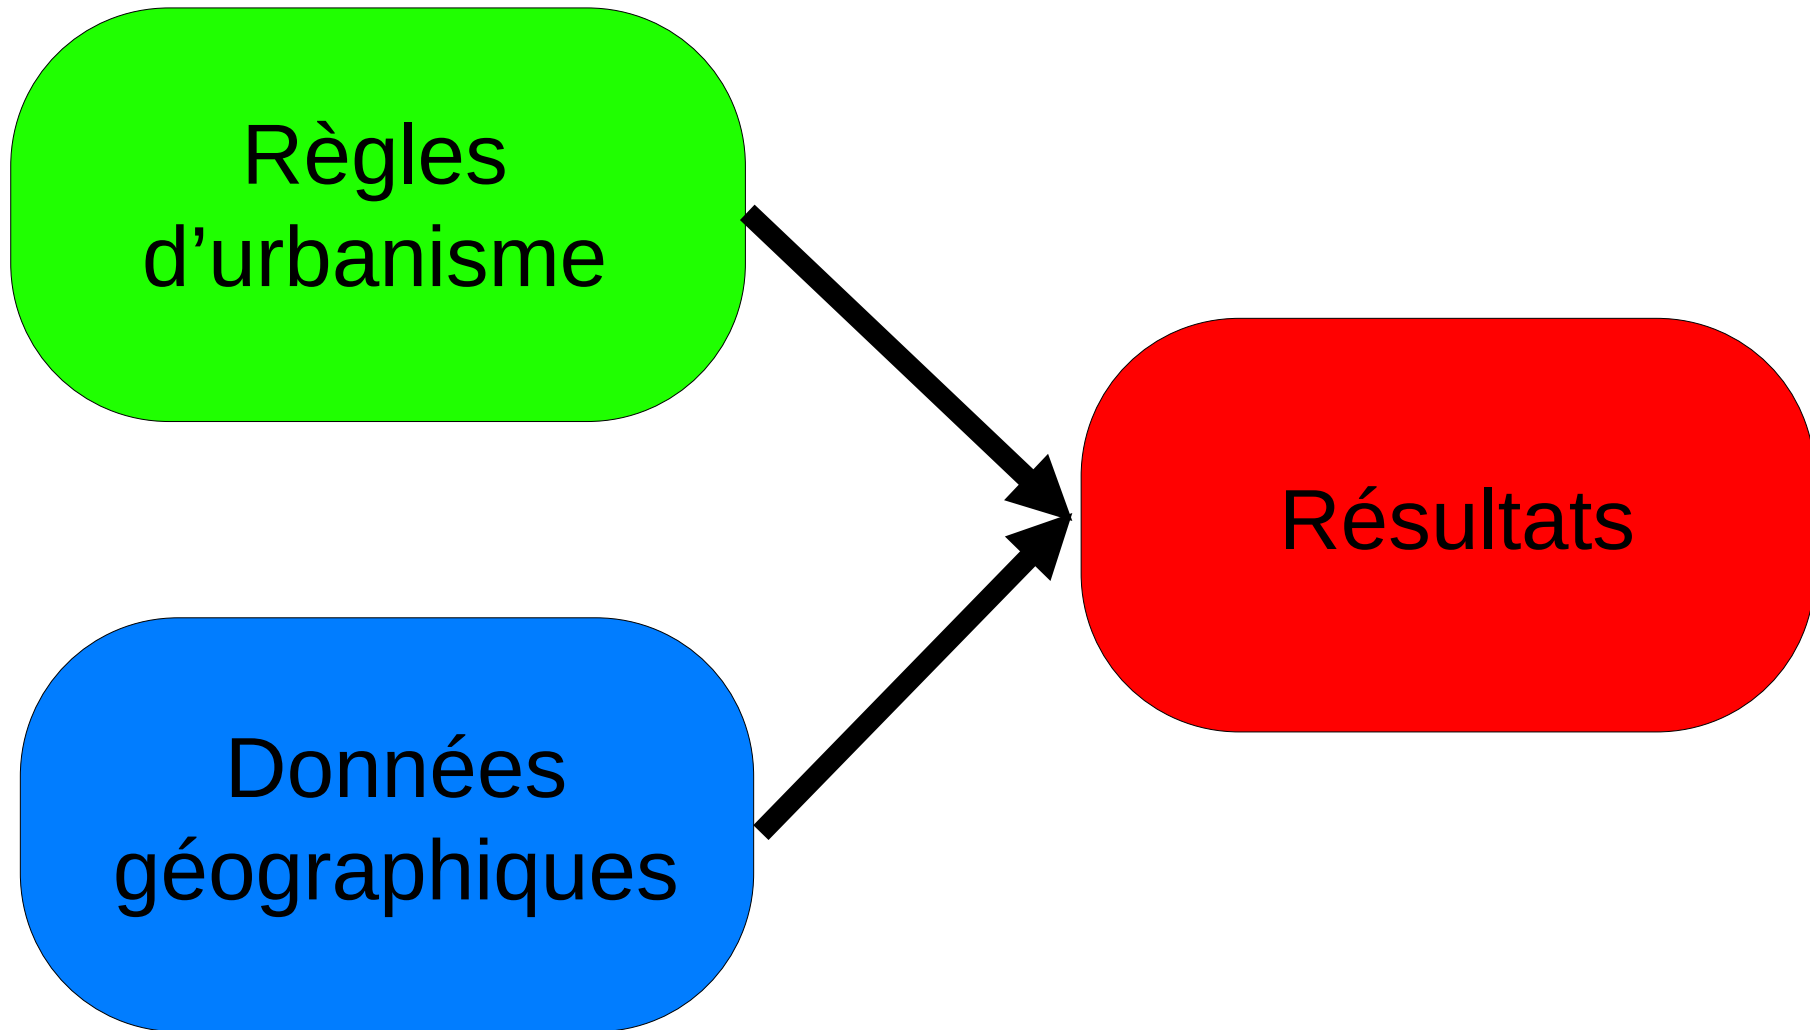 Règles
d’urbanisme
Résultats
Données
géographiques